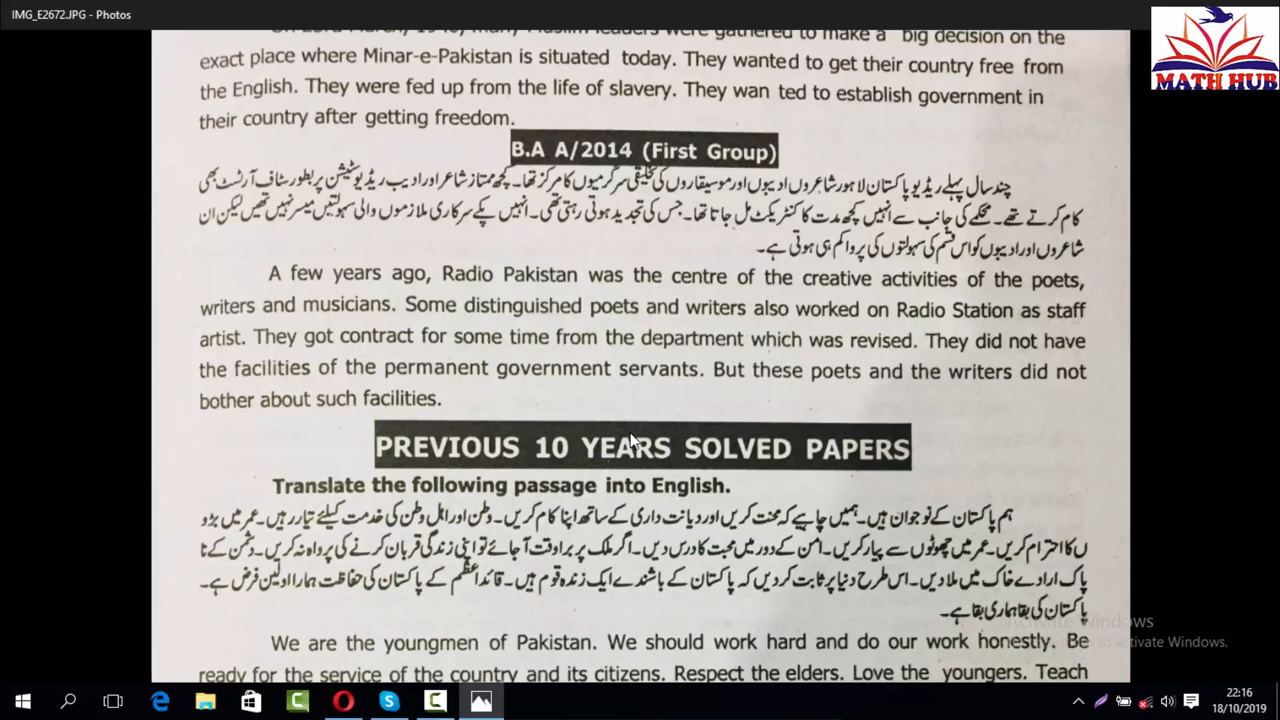 IMG_E2672.JPG - Photos
MATH HUB
exact place where Minar-e-Pakistan is situated today. They wanted to get their country free from
the English. They were fed up from the life of slavery. They wan ted to establish government in
their country after getting freedom.
B.A A/2014 (First Group)
چند سال پہلے ریڈیو پاکستان لاہور شاعروں ادیبوں اور موسیقاروں کی تخلیقی سرگرمیوں کا مرکز تھا۔ کچھ ممتاز شاعر اور ادیب ریڈیو سٹیشن پر بطور سٹاف آرٹسٹ بھی
کام کرتے تھے۔ محکمے کی جانب سے انہیں کچھ مدت کا کنٹریکٹ مل جاتا تھا۔ جس کی تجدید ہوتی رہتی تھی۔ انہیں پکے سرکاری ملازموں والی سہولتیں میسر نہیں تھیں لیکن ان
شاعروں اور ادیبوں کو اس قسم کی سہولتوں کی پروا کم ہی ہوتی ہے۔
A few years ago, Radio Pakistan was the centre of the creative activities of the poets,
writers and musicians. Some distinguished poets and writers also worked on Radio Station as staff
artist. They got contract for some time from the department which was revised. They did not have
the facilities of the permanent government servants. But these poets and the writers did not
bother about such facilities.
PREVIOUS 10 YEARS SOLVED PAPERS
Translate the following passage into English.
ہم پاکستان کے نوجوان ہیں۔ ہمیں چاہیے کہ محنت کریں اور دیانت داری کے ساتھ اپنا کام کریں۔ وطن اور اہل وطن کی خدمت کیلئے تیار رہیں۔ عمر میں بڑو
ں کا احترام کریں۔ عمر میں چھوٹوں سے پیار کریں۔ امن کے دور میں محبت کا درس دیں۔ اگر ملک پر برا وقت آ جائے تو اپنی زندگی قربان کرنے کی پرواہ نہ کریں۔ دشمن کے نا
پاک ارادے خاک میں ملا دیں۔ اس طرح دنیا پر ثابت کر دیں کہ پاکستان کے باشندے ایک زندہ قوم ہیں۔ قائداعظم کے پاکستان کی حفاظت ہمارا اولین فرض ہے۔
پاکستان کی بقا ہماری بقا ہے۔
Activate Windows
to activate Windows.
We are the youngmen of Pakistan. We should work hard and do our work honestly. Be
ready for the service of the country and its citizens. Respect the elders. Love the youngers. Teach
22:16
18/10/2019